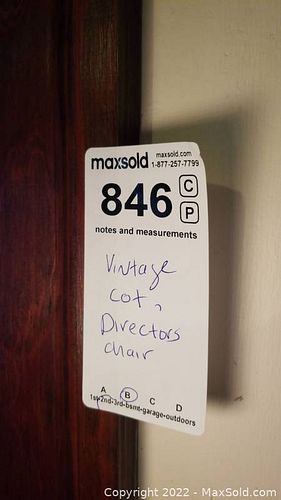 maxsold maxsold.com
1-877-257-7799
846 C
P
notes and measurements
Vintage
cot,
Directors
chair
A B C D
1st-2nd-3rd-bsmt-garage-outdoors
Copyright 2022 - MaxSold.com